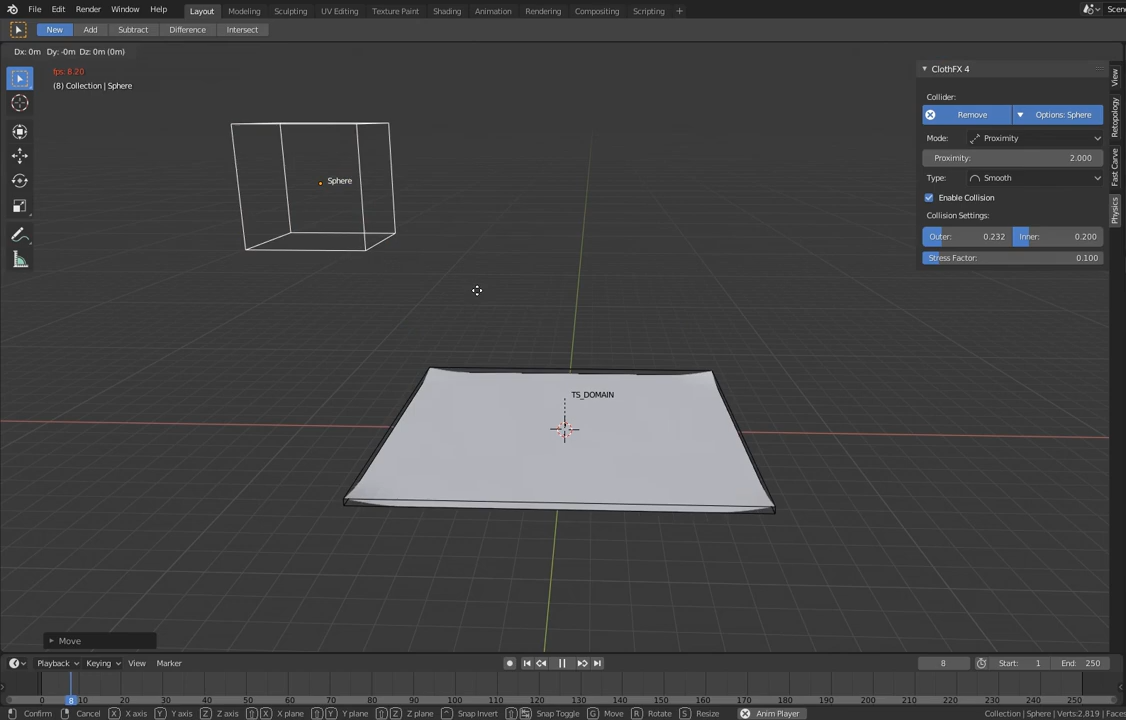 File Edit Render Window Help Layout Modeling Sculpting UV Editing Texture Paint Shading Animation Rendering Compositing Scripting + Scen
New Add Subtract Difference Intersect
Dx: 0m Dy: -0m Dz: 0m (0m)
fps: 8.20
(8) Collection | Sphere
Sphere
TS_DOMAIN
ClothFX 4
Collider:
Remove Options: Sphere
Mode: Proximity
Proximity: 2.000
Type: Smooth
Enable Collision
Collision Settings:
Outer: 0.232 Inner: 0.200
Stress Factor: 0.100
View
Retopology
Fast Carve
Physics
Move
Playback Keying View Marker 8 Start: 1 End: 250
0 8 10 20 30 40 50 60 70 80 90 100 110 120 130 140 150 160 170 180 190 200 210 220 230 240 250
Confirm Cancel X X axis Y Y axis Z Z axis X X plane Y Y plane Z Z plane Snap Invert Snap Toggle G Move R Rotate S Resize Anim Player Collection | Sphere | Verts:2,819 | Faces